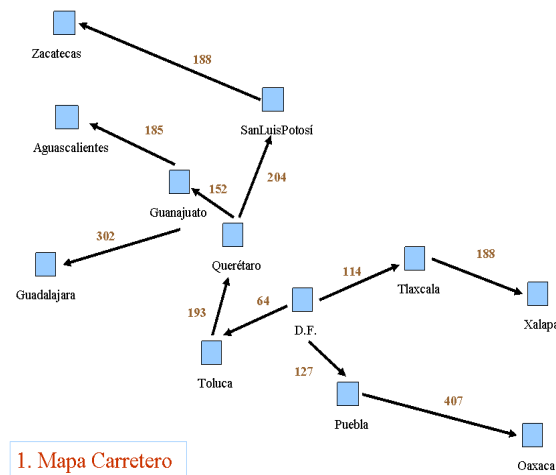 Zacatecas
188
SanLuisPotosí
Aguascalientes
185
204
152
Guanajuato
302
Querétaro
Guadalajara
114
188
Tlaxcala
193
64
Xalapa
D.F.
127
Toluca
407
Puebla
Oaxaca
1. Mapa Carretero